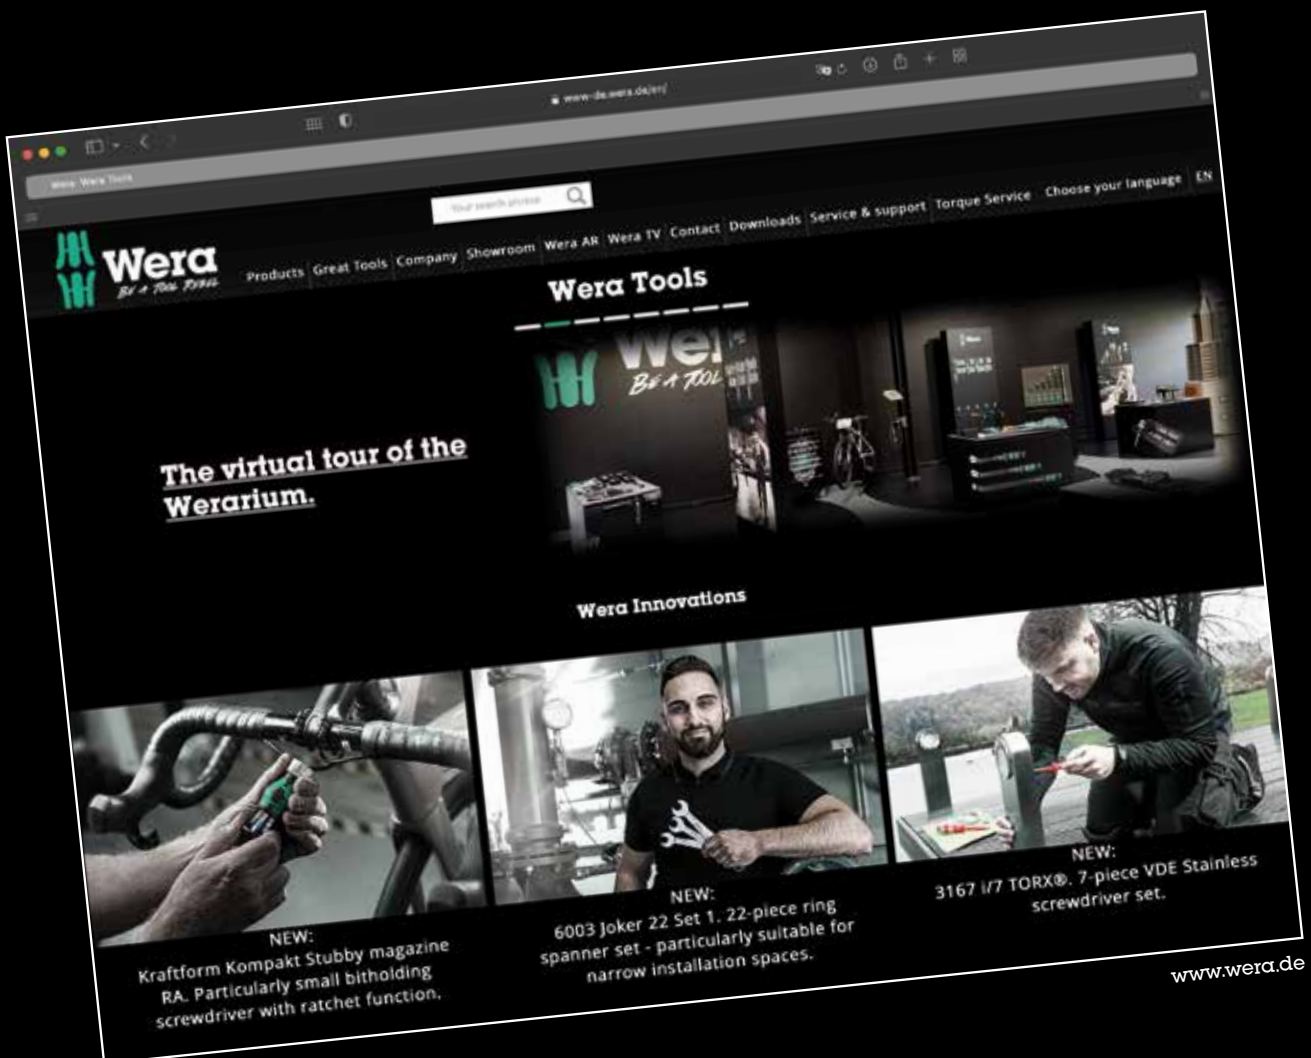 www-de.wera.de/en/
Wera: Wera Tools
Your search phrase
Choose your language
EN
Wera
BE A TOOL REBEL
Products
Great Tools
Company
Showroom
Wera AR
Wera TV
Contact
Downloads
Service & support
Torque Service
Wera Tools
Wera
BE A TOOL
The virtual tour of the
Werarium.
Wera Innovations
NEW:
Kraftform Kompakt Stubby magazine
RA. Particularly small bitholding
screwdriver with ratchet function.
NEW:
6003 Joker 22 Set 1. 22-piece ring
spanner set - particularly suitable for
narrow installation spaces.
NEW:
3167 i/7 TORX®. 7-piece VDE Stainless
screwdriver set.
www.wera.de